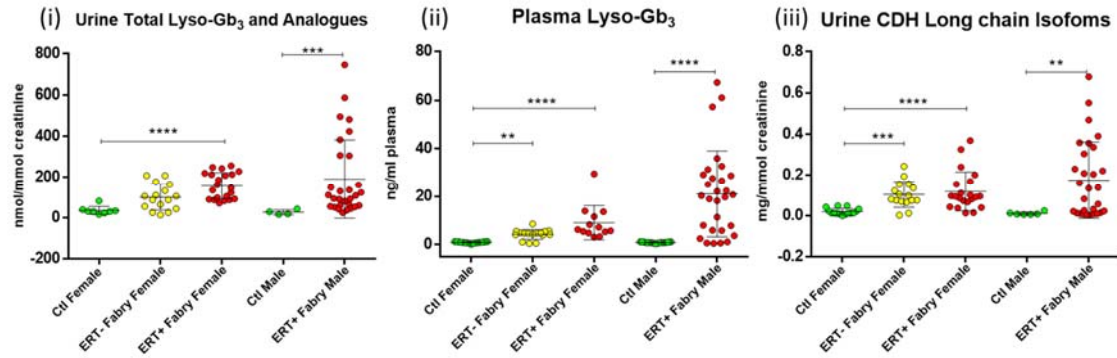 (i) Urine Total Lyso-Gb₃ and Analogues
nmol/mmol creatinine
800
600
400
200
0
-200
***
****
Ctl Female
ERT- Fabry Female
ERT+ Fabry Female
Ctl Male
ERT+ Fabry Male
(ii) Plasma Lyso-Gb₃
ng/ml plasma
80
60
40
20
0
****
****
**
Ctl Female
ERT- Fabry Female
ERT+ Fabry Female
Ctl Male
ERT+ Fabry Male
(iii) Urine CDH Long chain Isofoms
mg/mmol creatinine
0.8
0.6
0.4
0.2
0.0
-0.2
**
****
***
Ctl Female
ERT- Fabry Female
ERT+ Fabry Female
Ctl Male
ERT+ Fabry Male